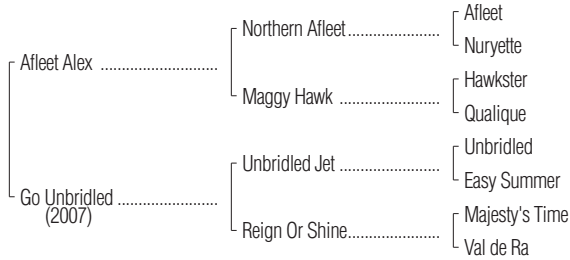 Afleet
Northern Afleet....................
Nuryette
Afleet Alex ...........................
Hawkster
Maggy Hawk .......................
Qualique
Unbridled
Unbridled Jet .......................
Easy Summer
Go Unbridled .......................
(2007)
Majesty's Time
Reign Or Shine.....................
Val de Ra